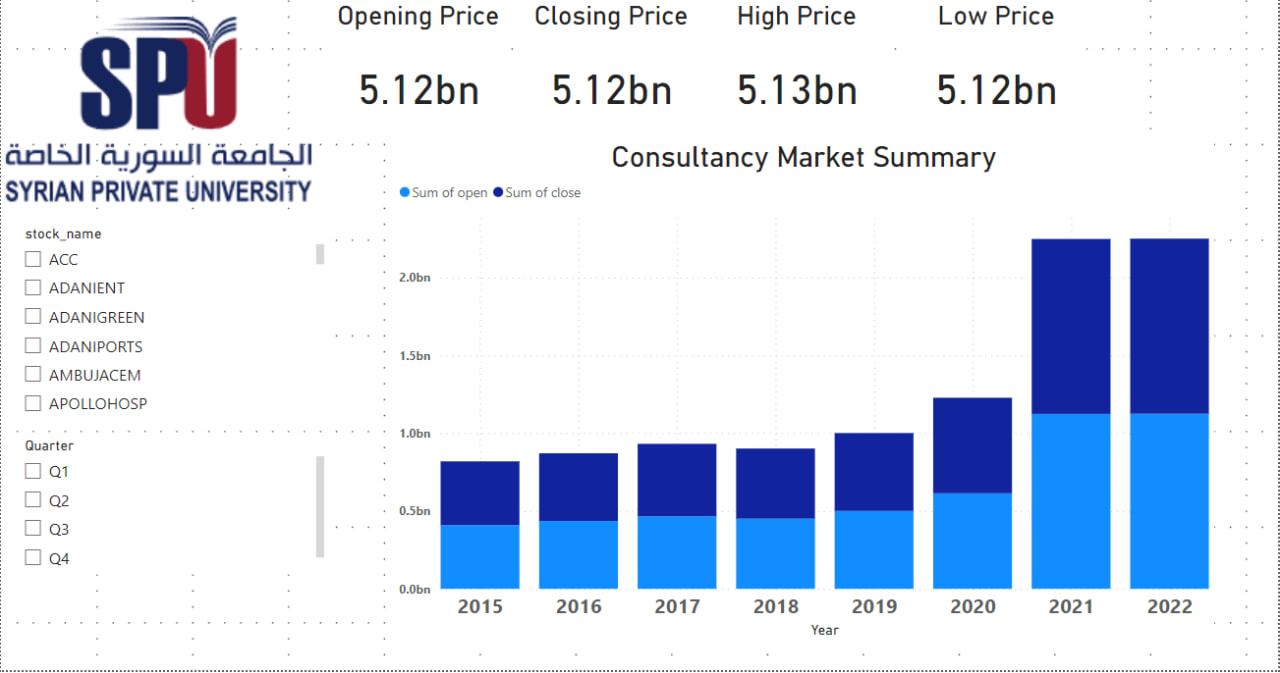 SPU
الجامعة السورية الخاصة
SYRIAN PRIVATE UNIVERSITY
Opening Price
Closing Price
High Price
Low Price
5.12bn
5.12bn
5.13bn
5.12bn
Consultancy Market Summary
Sum of open
Sum of close
stock_name
ACC
ADANIENT
ADANIGREEN
ADANIPORTS
AMBUJACEM
APOLLOHOSP
Quarter
Q1
Q2
Q3
Q4
2.0bn
1.5bn
1.0bn
0.5bn
0.0bn
2015 2016 2017 2018 2019 2020 2021 2022
Year